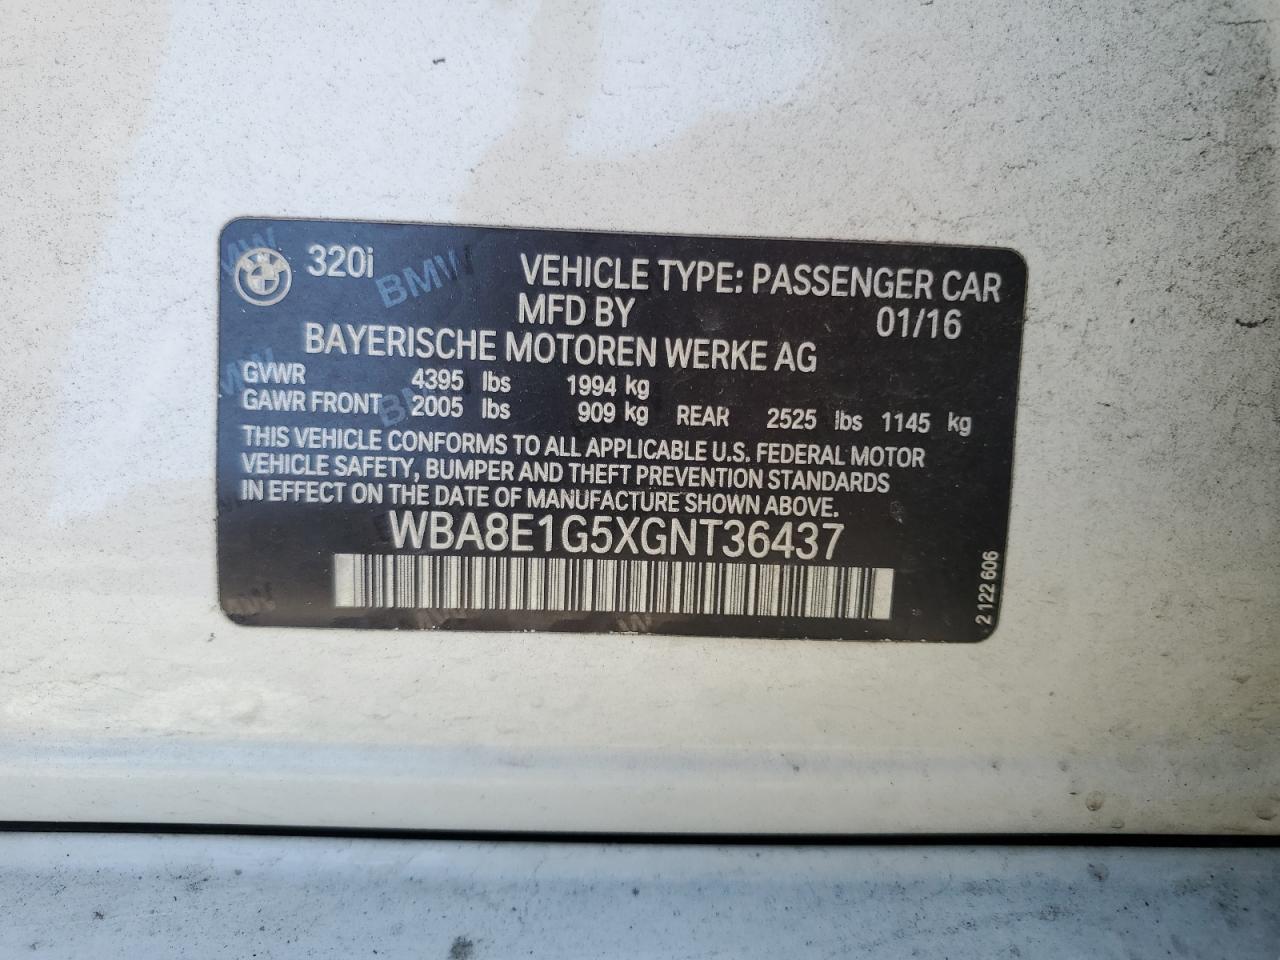 320i VEHICLE TYPE: PASSENGER CAR
MFD BY 01/16
BAYERISCHE MOTOREN WERKE AG
GVWR 4395 lbs 1994 kg
GAWR FRONT 2005 lbs 909 kg REAR 2525 lbs 1145 kg
THIS VEHICLE CONFORMS TO ALL APPLICABLE U.S. FEDERAL MOTOR
VEHICLE SAFETY, BUMPER AND THEFT PREVENTION STANDARDS
IN EFFECT ON THE DATE OF MANUFACTURE SHOWN ABOVE.
WBA8E1G5XGNT36437
2 122 606
BMW